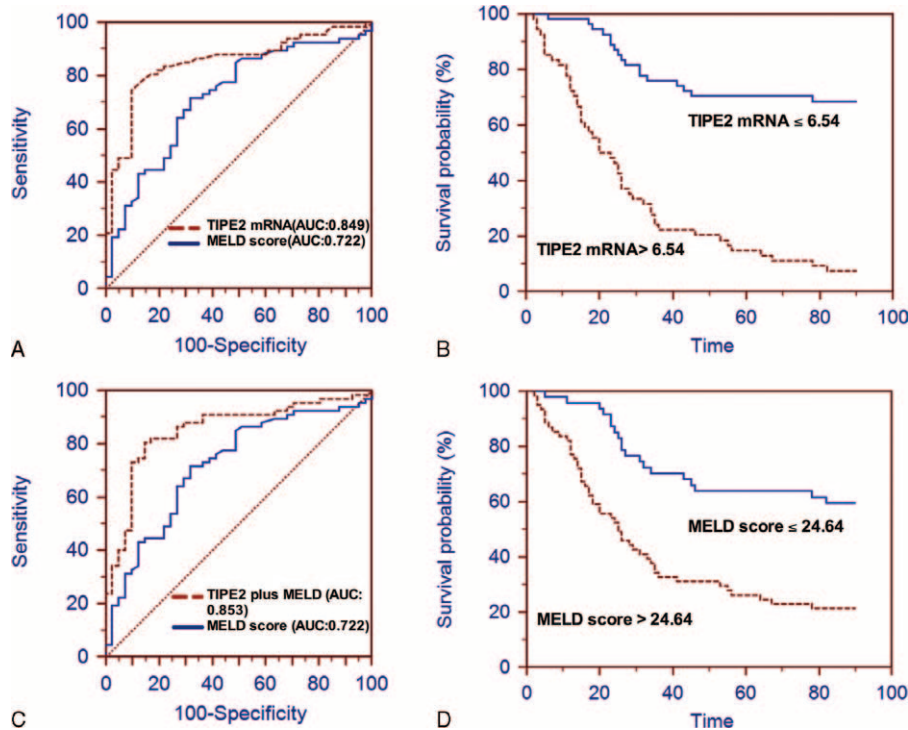 100
80
60
40
20
0
Sensitivity
TIPE2 mRNA(AUC:0.849)
MELD score(AUC:0.722)
0 20 40 60 80 100
100-Specificity
A
100
80
60
40
20
0
Survival probability (%)
TIPE2 mRNA ≤ 6.54
TIPE2 mRNA> 6.54
0 20 40 60 80 100
Time
B
100
80
60
40
20
0
Sensitivity
TIPE2 plus MELD (AUC:
0.853)
MELD score (AUC:0.722)
0 20 40 60 80 100
100-Specificity
C
100
80
60
40
20
0
Survival probability (%)
MELD score ≤ 24.64
MELD score > 24.64
0 20 40 60 80 100
Time
D